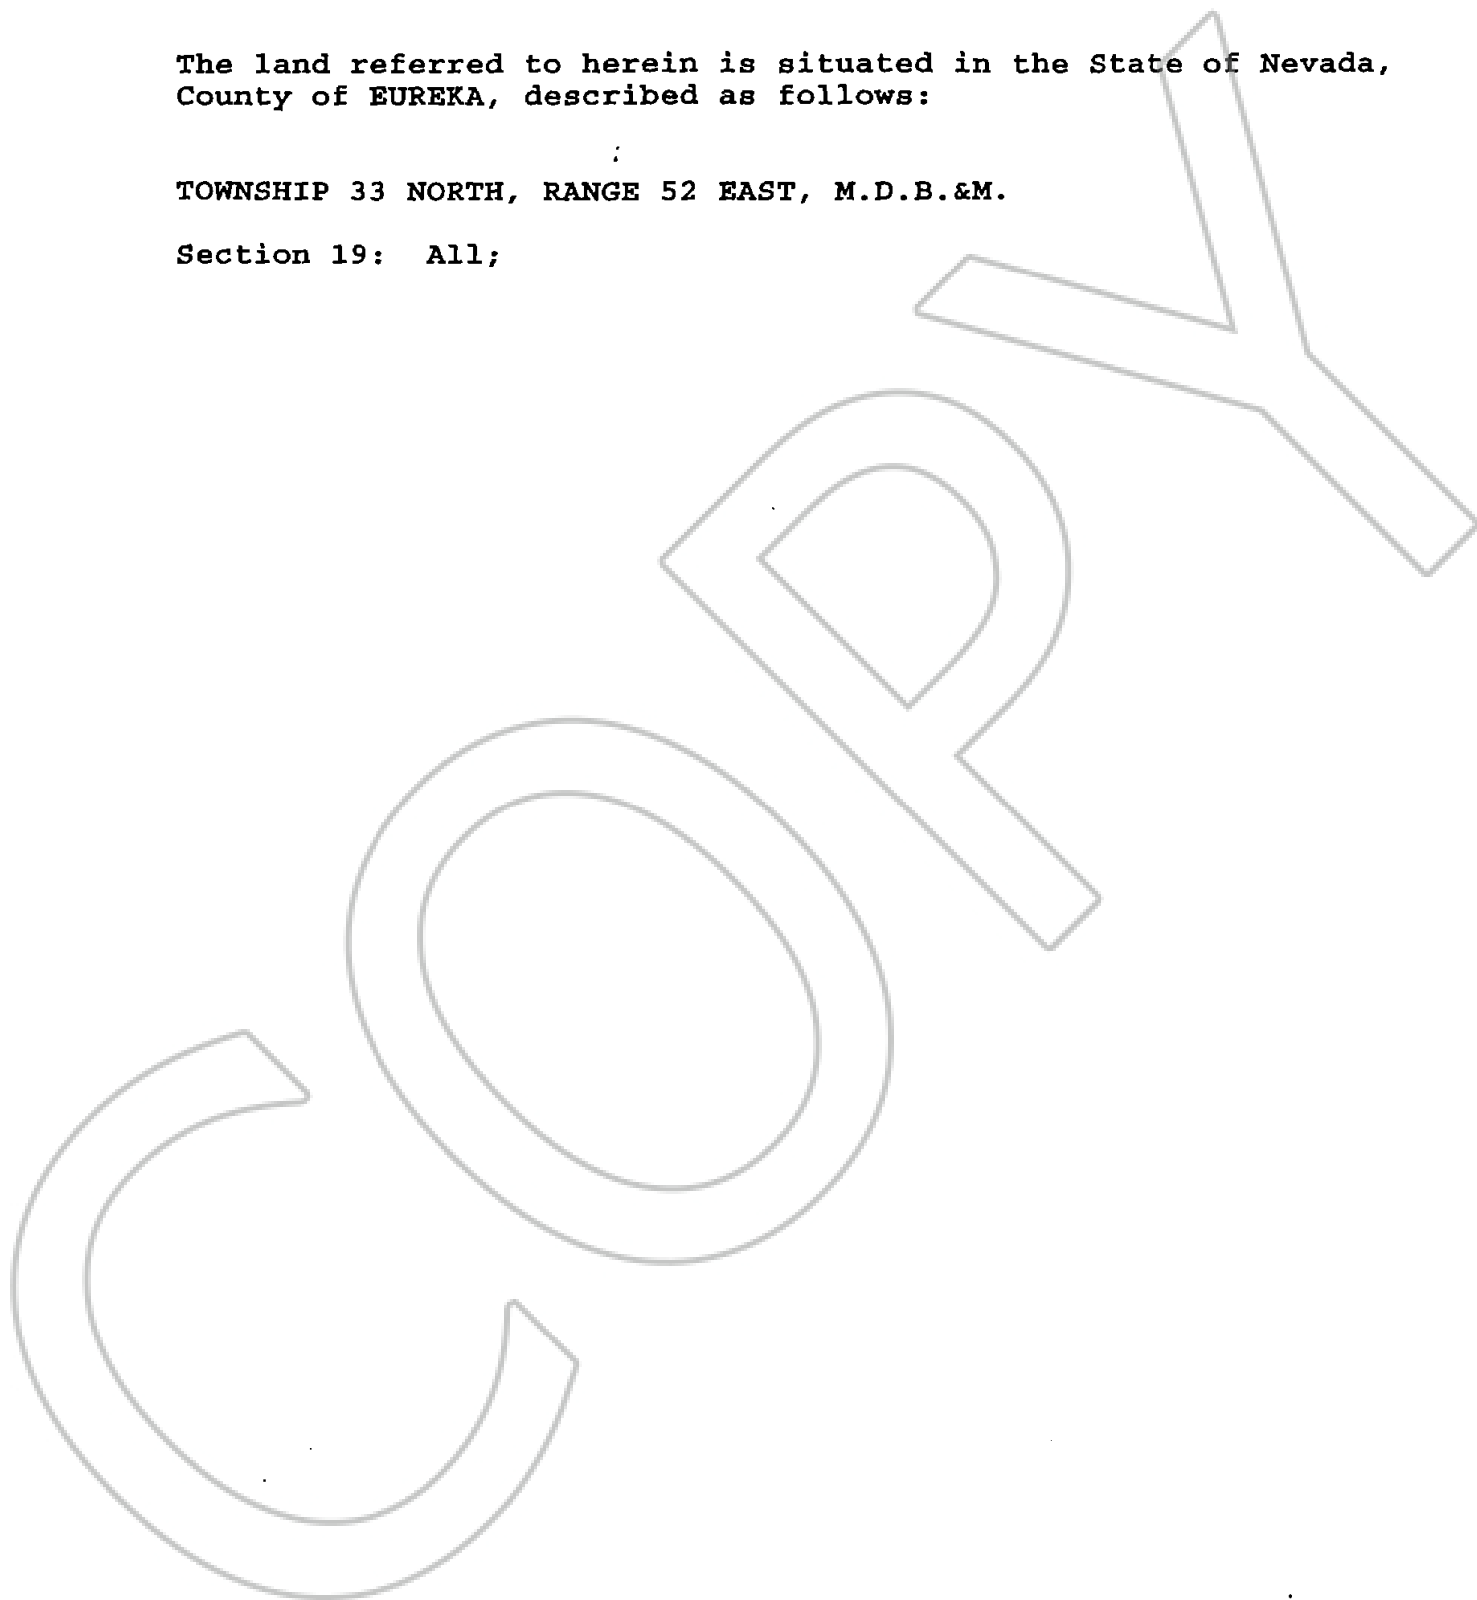 The land referred to herein is situated in the State of Nevada,
County of EUREKA, described as follows:
TOWNSHIP 33 NORTH, RANGE 52 EAST, M.D.B.&M.
Section 19:  All;
COPY